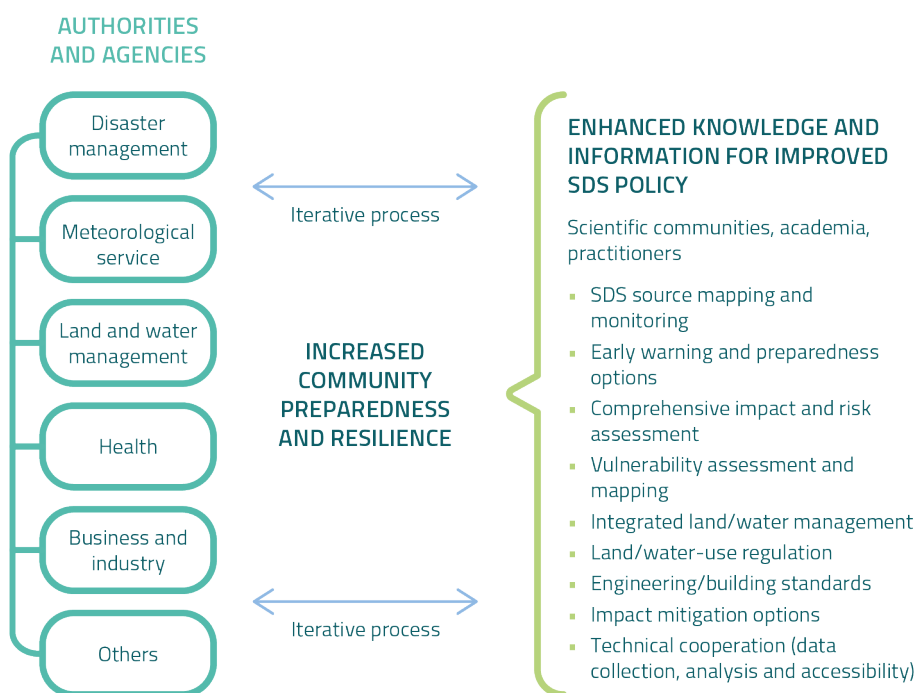 AUTHORITIES
AND AGENCIES
Disaster
management
Meteorological
service
Land and water
management
Health
Business and
industry
Others
Iterative process
INCREASED
COMMUNITY
PREPAREDNESS
AND RESILIENCE
Iterative process
ENHANCED KNOWLEDGE AND
INFORMATION FOR IMPROVED
SDS POLICY
Scientific communities, academia,
practitioners
▪ SDS source mapping and
monitoring
▪ Early warning and preparedness
options
▪ Comprehensive impact and risk
assessment
▪ Vulnerability assessment and
mapping
▪ Integrated land/water management
▪ Land/water-use regulation
▪ Engineering/building standards
▪ Impact mitigation options
▪ Technical cooperation (data
collection, analysis and accessibility)